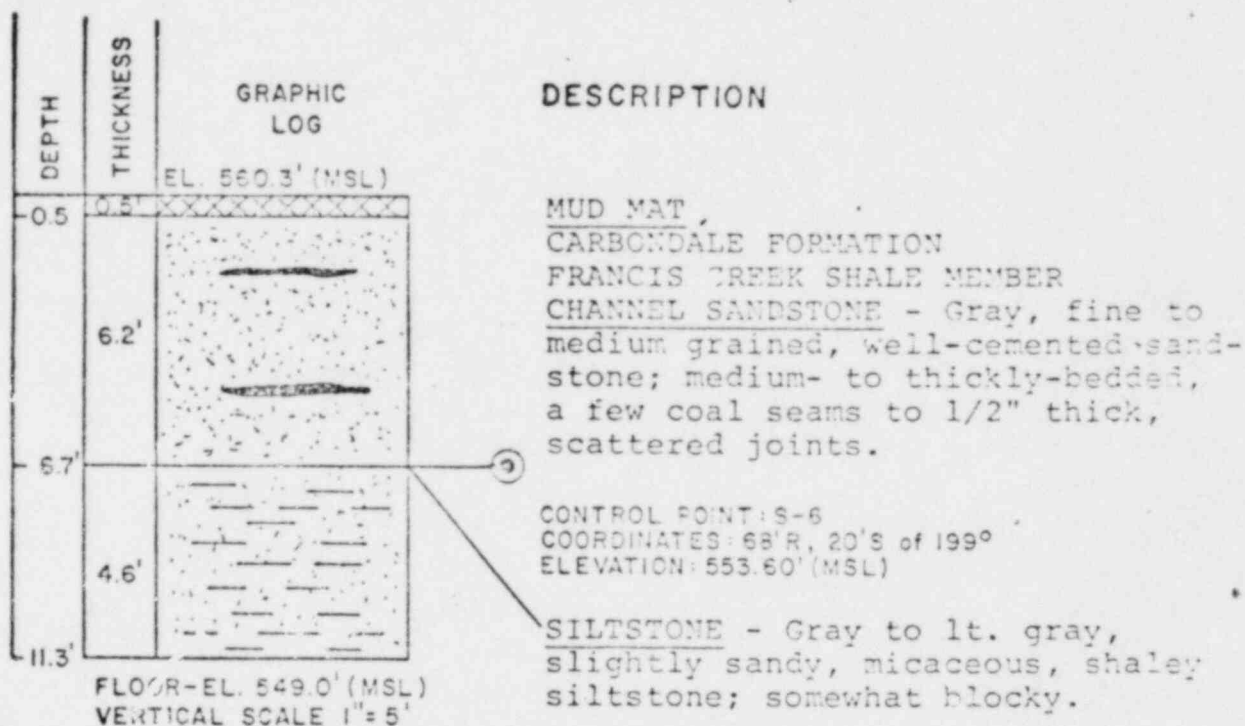 DEPTH
THICKNESS
GRAPHIC
LOG
DESCRIPTION
EL. 560.3' (MSL)
0.5
0.5'
6.2'
6.7'
4.6'
11.3'
FLOOR-EL. 549.0' (MSL)
VERTICAL SCALE 1"= 5'
MUD MAT
CARBONDALE FORMATION
FRANCIS CREEK SHALE MEMBER
CHANNEL SANDSTONE - Gray, fine to
medium grained, well-cemented sand-
stone; medium- to thickly-bedded,
a few coal seams to 1/2" thick,
scattered joints.
CONTROL POINT: S-6
COORDINATES: 68'R, 20'S of 199°
ELEVATION: 553.60' (MSL)
SILTSTONE - Gray to lt. gray,
slightly sandy, micaceous, shaley
siltstone; somewhat blocky.